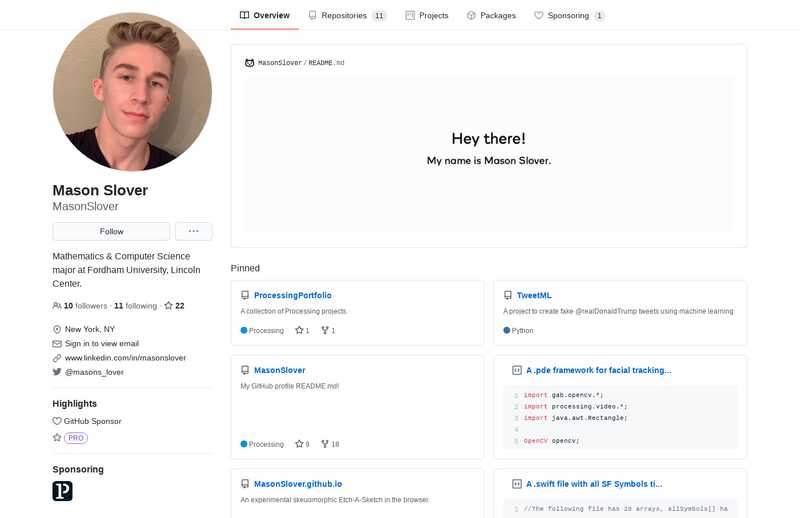 Overview
Repositories 11
Projects
Packages
Sponsoring 1
MasonSlover/README.md
Hey there!
My name is Mason Slover.
Mason Slover
MasonSlover
Follow
...
Mathematics & Computer Science
major at Fordham University, Lincoln
Center.
10 followers · 11 following · 22
New York, NY
Sign in to view email
www.linkedin.com/in/masonslover
@masons_lover
Highlights
GitHub Sponsor
PRO
Sponsoring
Pinned
ProcessingPortfolio
A collection of Processing projects.
Processing 1 1
TweetML
A project to create fake @realDonaldTrump tweets using machine learning
Python
MasonSlover
My GitHub profile README.md!
Processing 9 18
A .pde framework for facial tracking...
1 import gab.opencv.*;
2 import processing.video.*;
3 import java.awt.Rectangle;
4
5 OpenCV opencv;
MasonSlover.github.io
An experimental skeuomorphic Etch-A-Sketch in the browser.
A .swift file with all SF Symbols ti...
1 //The following file has 20 arrays, allSymbols[] ha